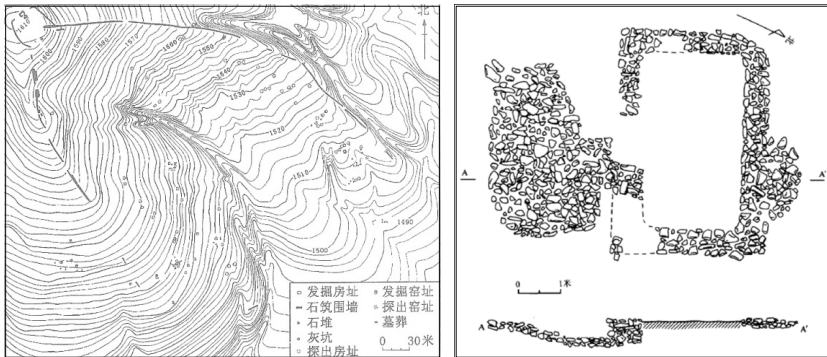 北
1610
1600
1590
1580
1570
1560
1550
1540
1530
1520
1510
1500
1490
发掘房址
石筑围墙
石堆
灰坑
探出房址
发掘窑址
探出窑址
墓葬
0 30米
北
A
A'
0 1米
A
A'